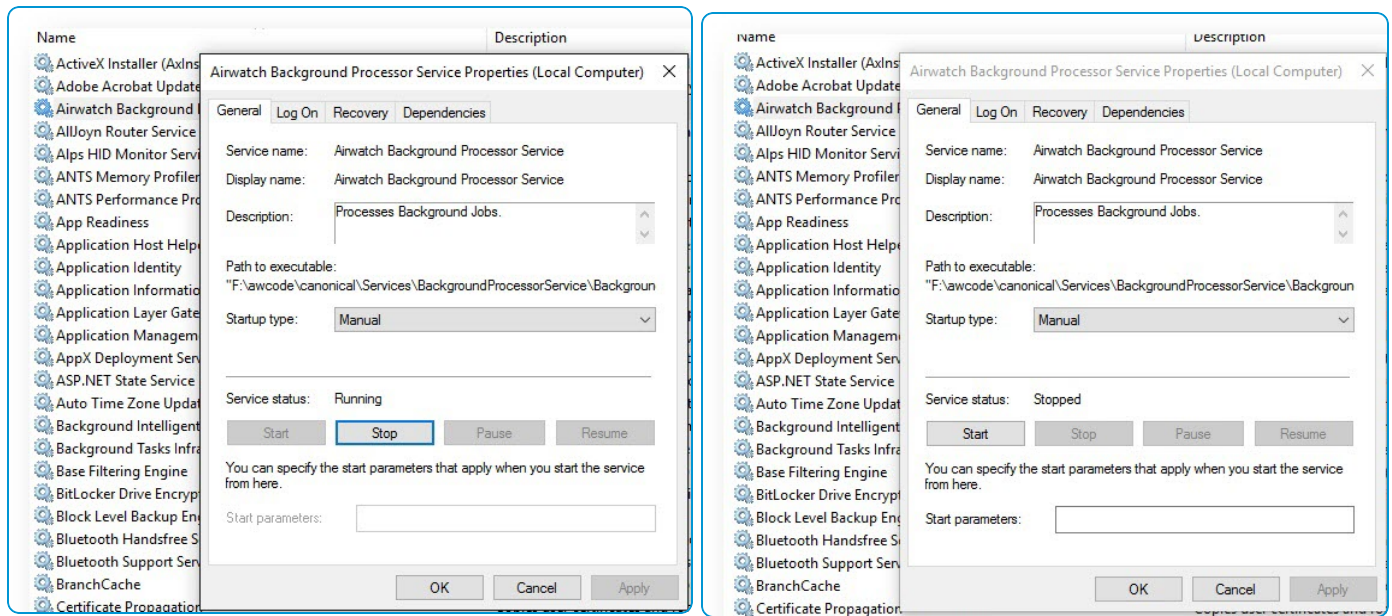 Name Description
ActiveX Installer (AxIns
Adobe Acrobat Update
Airwatch Background
AllJoyn Router Service
Alps HID Monitor Servi
ANTS Memory Profiler
ANTS Performance Pro
App Readiness
Application Host Helpe
Application Identity
Application Informatio
Application Layer Gate
Application Managem
AppX Deployment Serv
ASP.NET State Service
Auto Time Zone Updat
Background Intelligent
Background Tasks Infra
Base Filtering Engine
BitLocker Drive Encrypt
Block Level Backup Eng
Bluetooth Handsfree S
Bluetooth Support Serv
BranchCache
Certificate Propagation
Airwatch Background Processor Service Properties (Local Computer)
General Log On Recovery Dependencies
Service name: Airwatch Background Processor Service
Display name: Airwatch Background Processor Service
Description: Processes Background Jobs.
Path to executable:
"F:\awcode\canonical\Services\BackgroundProcessorService\Backgroun
Startup type: Manual
Service status: Running
Start Stop Pause Resume
You can specify the start parameters that apply when you start the service
from here.
Start parameters:
OK Cancel Apply
Name Description
ActiveX Installer (AxIns
Adobe Acrobat Update
Airwatch Background
AllJoyn Router Service
Alps HID Monitor Servi
ANTS Memory Profiler
ANTS Performance Pro
App Readiness
Application Host Helpe
Application Identity
Application Informatio
Application Layer Gate
Application Managem
AppX Deployment Serv
ASP.NET State Service
Auto Time Zone Updat
Background Intelligent
Background Tasks Infra
Base Filtering Engine
BitLocker Drive Encrypt
Block Level Backup Eng
Bluetooth Handsfree S
Bluetooth Support Serv
BranchCache
Certificate Propagation
Airwatch Background Processor Service Properties (Local Computer)
General Log On Recovery Dependencies
Service name: Airwatch Background Processor Service
Display name: Airwatch Background Processor Service
Description: Processes Background Jobs.
Path to executable:
"F:\awcode\canonical\Services\BackgroundProcessorService\Backgroun
Startup type: Manual
Service status: Stopped
Start Stop Pause Resume
You can specify the start parameters that apply when you start the service
from here.
Start parameters:
OK Cancel Apply